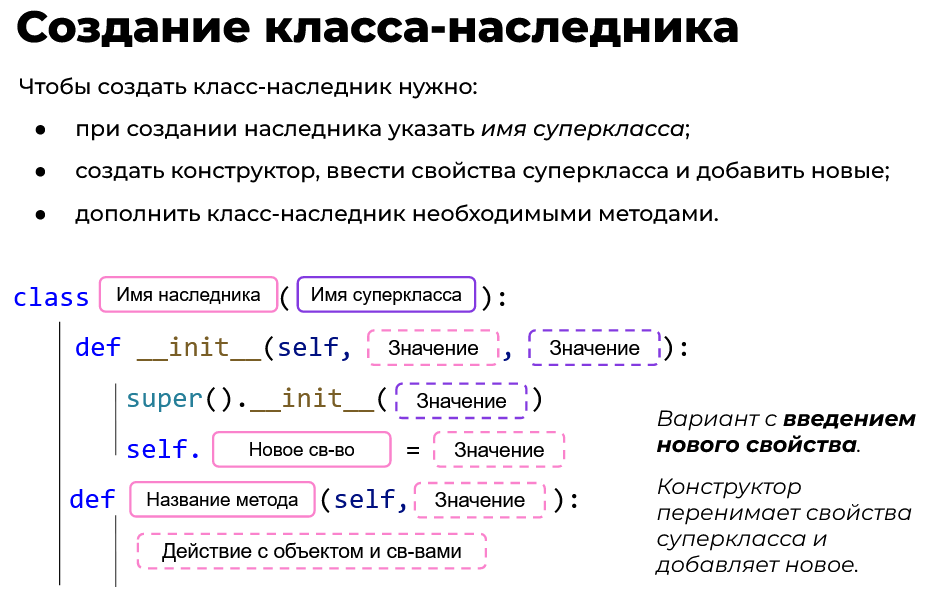 Создание класса-наследника
Чтобы создать класс-наследник нужно:
● при создании наследника указать имя суперкласса;
● создать конструктор, ввести свойства суперкласса и добавить новые;
● дополнить класс-наследник необходимыми методами.
class Имя наследника ( Имя суперкласса ):
def __init__(self, Значение , Значение ):
super().__init__( Значение )
self. Новое св-во = Значение
def Название метода (self, Значение ):
Действие с объектом и св-вами
Вариант с введением
нового свойства.
Конструктор
перенимает свойства
суперкласса и
добавляет новое.